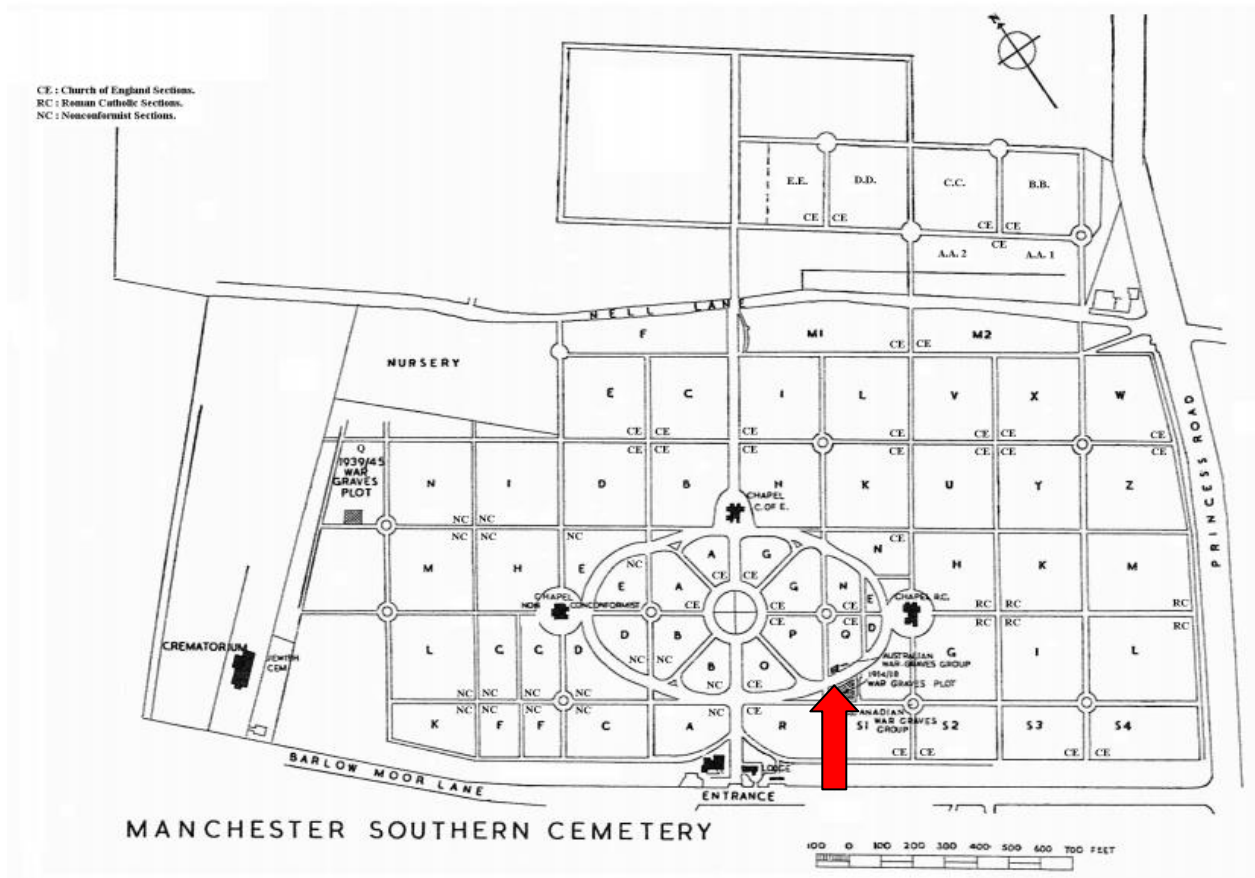 N
CE : Church of England Sections.
RC : Roman Catholic Sections.
NC : Nonconformist Sections.
E.E.
D.D.
C.C.
B.B.
CE
CE
CE
CE
CE
A.A. 2
A.A. 1
NELL LANE
F
M1
CE
CE
M2
NURSERY
E
C
I
L
V
X
W
CE
CE
CE
CE
CE
CE
CE
CE
CE
CE
CE
CE
CE
CE
Q
1939/45
WAR
GRAVES
PLOT
N
I
D
B
H
K
U
Y
Z
CHAPEL
C. OF E.
PRINCESS ROAD
NC
NC
NC
NC
NC
NC
CE
M
H
E
E
A
A
G
G
N
N
E
H
K
M
CE
CE
CE
CE
CE
CHAPEL
NON CONFORMIST
CHAPEL R.C.
RC
RC
RC
RC
RC
RC
CE
CE
CREMATORIUM
JEWISH
CEM.
L
G
C
D
D
B
B
O
P
Q
D
G
I
L
NC
NC
NC
CE
AUSTRALIAN
WAR GRAVES GROUP
1914/18
WAR GRAVES PLOT
NC
NC
NC
NC
NC
NC
NC
NC
NC
CE
K
F
F
C
A
R
S1
S2
S3
S4
CANADIAN
WAR GRAVES
GROUP
CE
CE
CE
CE
LODGE
BARLOW MOOR LANE
ENTRANCE
MANCHESTER SOUTHERN CEMETERY
100 0 100 200 300 400 500 600 700 FEET